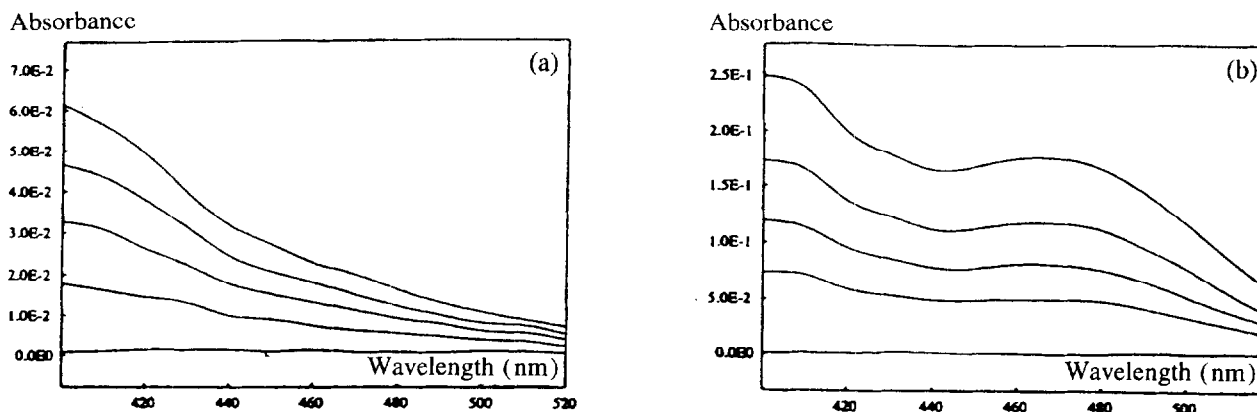 Absorbance
(a)
7.0E-2
6.0E-2
5.0E-2
4.0E-2
3.0E-2
2.0E-2
1.0E-2
0.0E0
Wavelength (nm)
420 440 460 480 500 520
Absorbance
(b)
2.5E-1
2.0E-1
1.5E-1
1.0E-1
5.0E-2
0.0E0
Wavelength (nm)
420 440 460 480 500